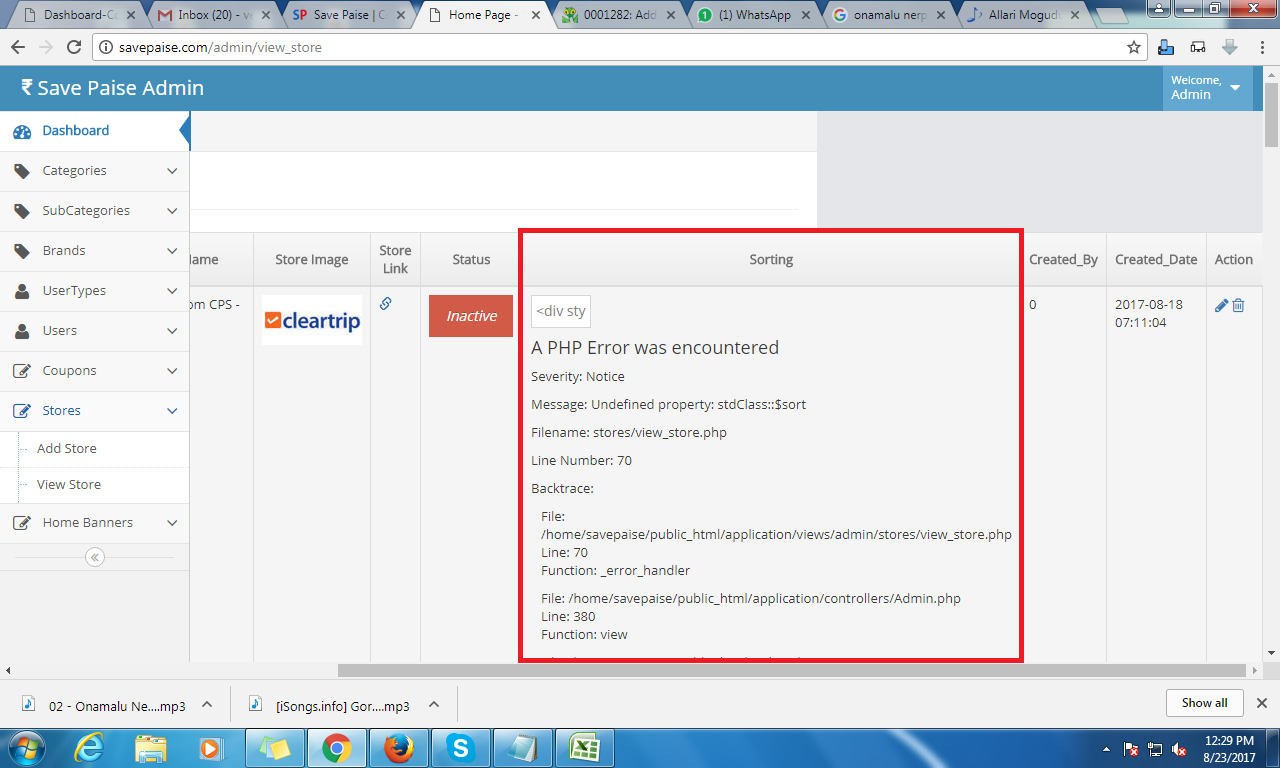 Dashboard-Co
Inbox (20) - v
Save Paise | C
Home Page -
0001282: Add
(1) WhatsApp
onamalu nerp
Allari Mogudu
savepaise.com/admin/view_store
₹ Save Paise Admin
Welcome,
Admin
Dashboard
Categories
SubCategories
Brands
UserTypes
Users
Coupons
Stores
Add Store
View Store
Home Banners
Name
Store Image
Store
Link
Status
Sorting
Created_By
Created_Date
Action
om CPS -
cleartrip
Inactive
<div sty
A PHP Error was encountered
Severity: Notice
Message: Undefined property: stdClass::$sort
Filename: stores/view_store.php
Line Number: 70
Backtrace:
File:
/home/savepaise/public_html/application/views/admin/stores/view_store.php
Line: 70
Function: _error_handler
File: /home/savepaise/public_html/application/controllers/Admin.php
Line: 380
Function: view
0
2017-08-18
07:11:04
02 - Onamalu Ne....mp3
[iSongs.info] Gor....mp3
Show all
12:29 PM
8/23/2017